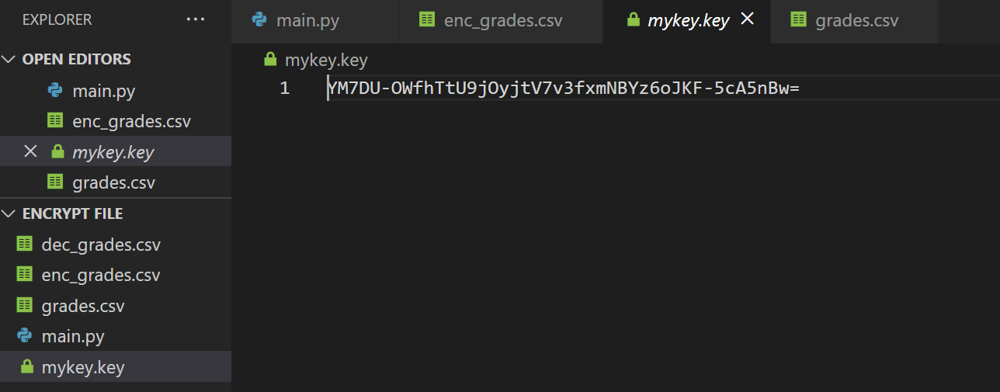 EXPLORER
OPEN EDITORS
main.py
enc_grades.csv
mykey.key
grades.csv
ENCRYPT FILE
dec_grades.csv
enc_grades.csv
grades.csv
main.py
mykey.key
main.py
enc_grades.csv
mykey.key
grades.csv
mykey.key
1 YM7DU-OWfhTtU9jOyjtV7v3fxmNBYz6oJKF-5cA5nBw=